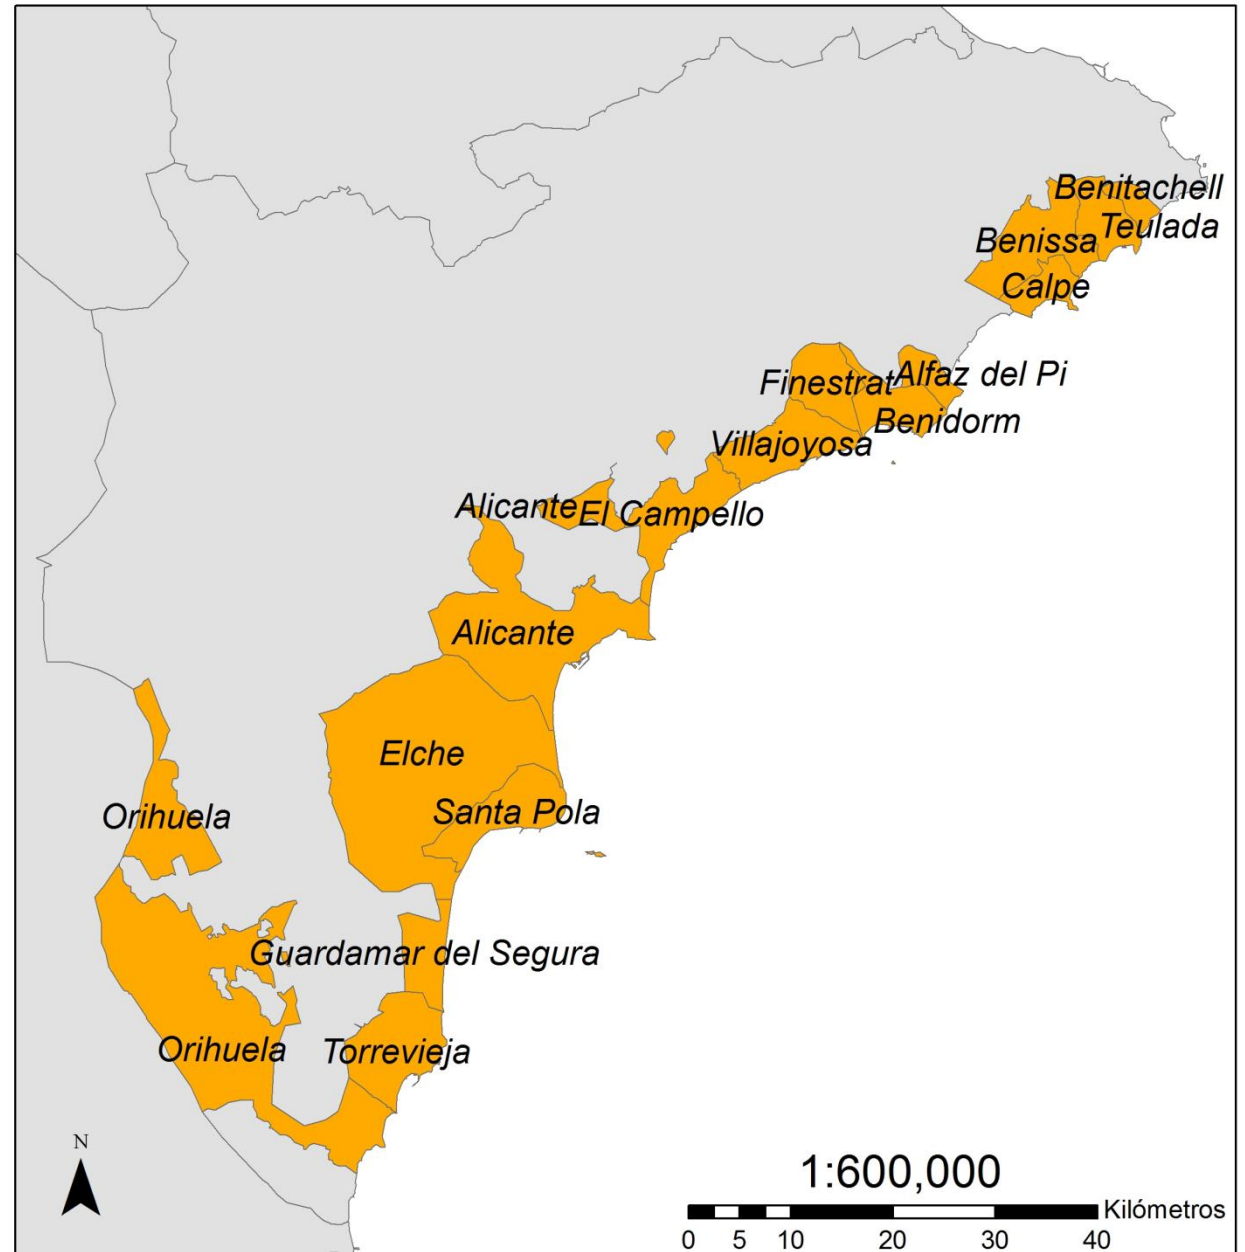 Benitachell
Teulada
Benissa
Calpe
Alfaz del Pi
Finestrat
Benidorm
Villajoyosa
Alicante
El Campello
Alicante
Elche
Santa Pola
Orihuela
Guardamar del Segura
Orihuela
Torrevieja
N
1:600,000
Kilómetros
0 5 10 20 30 40